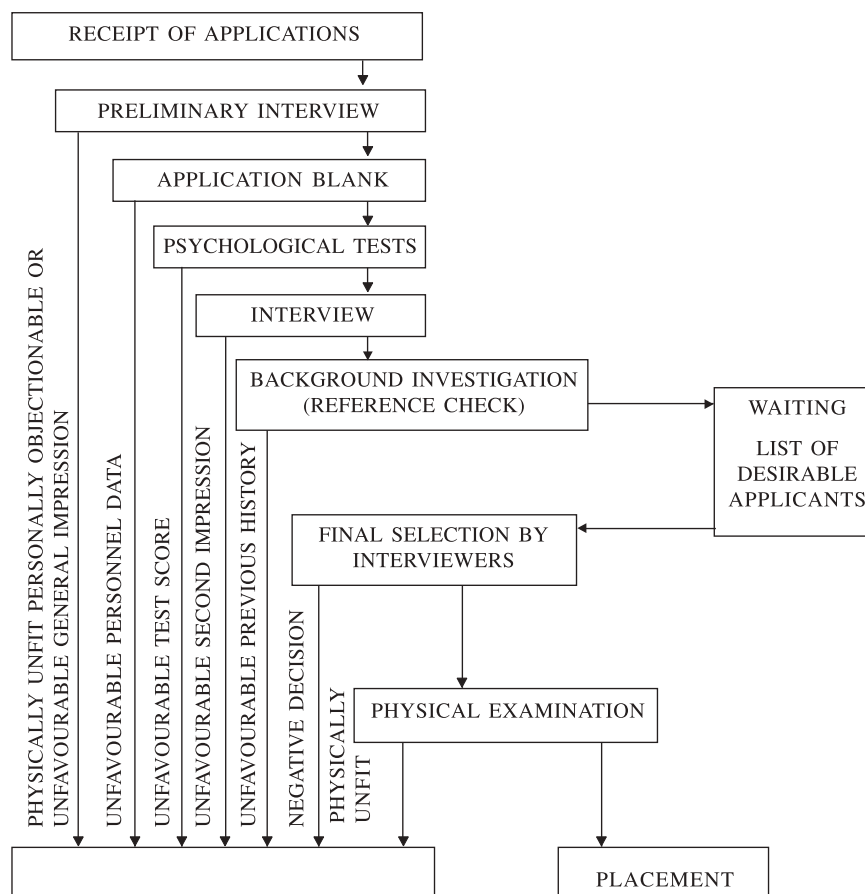 RECEIPT OF APPLICATIONS
PRELIMINARY INTERVIEW
APPLICATION BLANK
PSYCHOLOGICAL TESTS
INTERVIEW
BACKGROUND INVESTIGATION
(REFERENCE CHECK)
WAITING
LIST OF
DESIRABLE
APPLICANTS
FINAL SELECTION BY
INTERVIEWERS
PHYSICAL EXAMINATION
PHYSICALLY UNFIT PERSONALLY OBJECTIONABLE OR
UNFAVOURABLE GENERAL IMPRESSION
UNFAVOURABLE PERSONNEL DATA
UNFAVOURABLE TEST SCORE
UNFAVOURABLE SECOND IMPRESSION
UNFAVOURABLE PREVIOUS HISTORY
NEGATIVE DECISION
PHYSICALLY
UNFIT
PLACEMENT